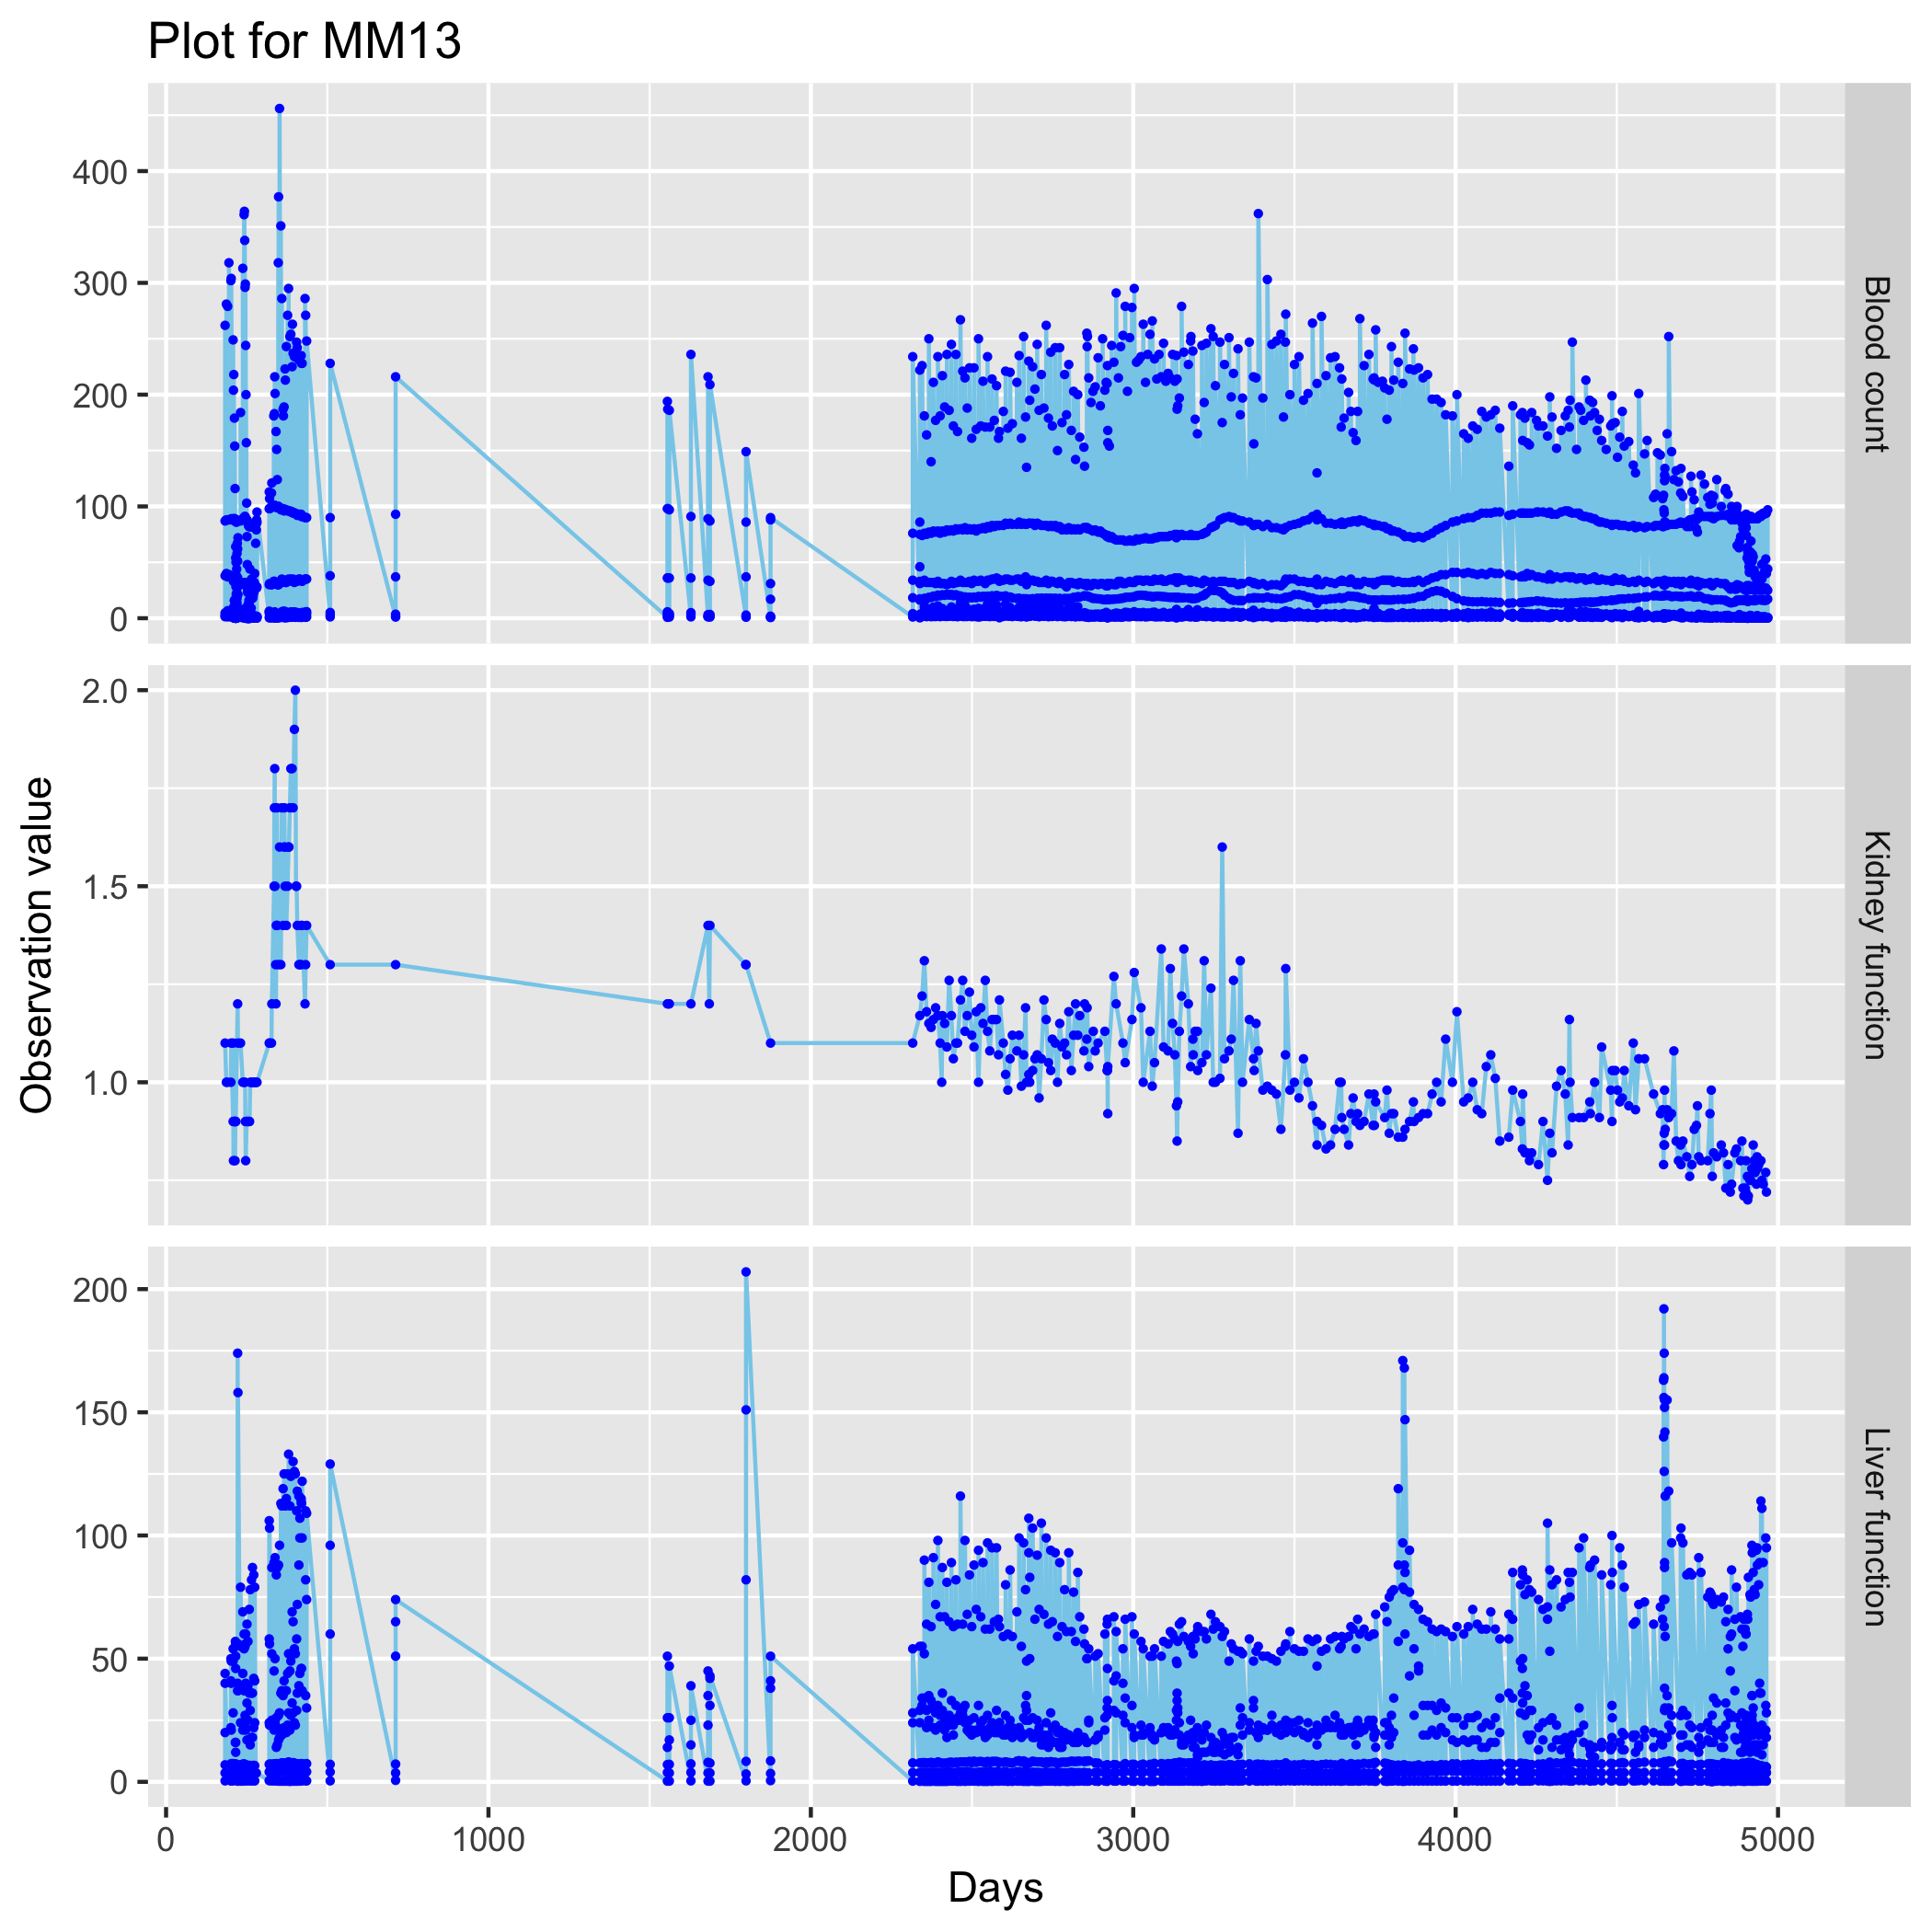 Plot for MM13
400
300
200
100
0
Blood count
2.0
1.5
1.0
Kidney function
200
150
100
50
0
Liver function
Observation value
0 1000 2000 3000 4000 5000
Days